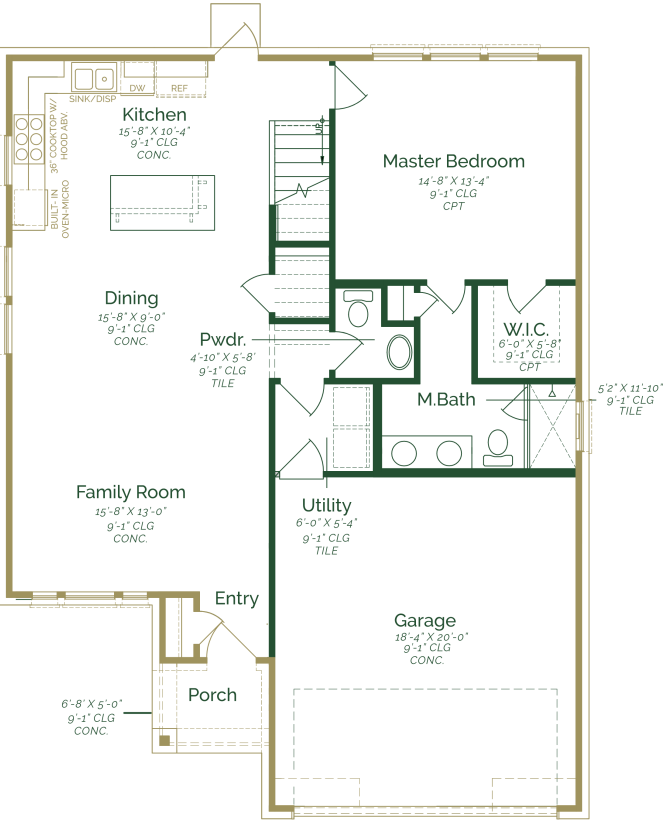 SINK/DISP
DW
REF
36" COOKTOP W/
HOOD ABV.
BUILT- IN
OVEN-MICRO
Kitchen
15'-8" X 10'-4"
9'-1" CLG
CONC.
UP
Master Bedroom
14'-8" X 13'-4"
9'-1" CLG
CPT
Dining
15'-8" X 9'-0"
9'-1" CLG
CONC.
Pwdr.
4'-10" X 5'-8'
9'-1" CLG
TILE
W.I.C.
6'-0" X 5'-8"
9'-1" CLG
CPT
M.Bath
5'2" X 11'-10"
9'-1" CLG
TILE
Family Room
15'-8" X 13'-0"
9'-1" CLG
CONC.
Utility
6'-0" X 5'-4"
9'-1" CLG
TILE
Entry
Garage
18'-4" X 20'-0"
9'-1" CLG
CONC.
Porch
6'-8' X 5'-0"
9'-1" CLG
CONC.